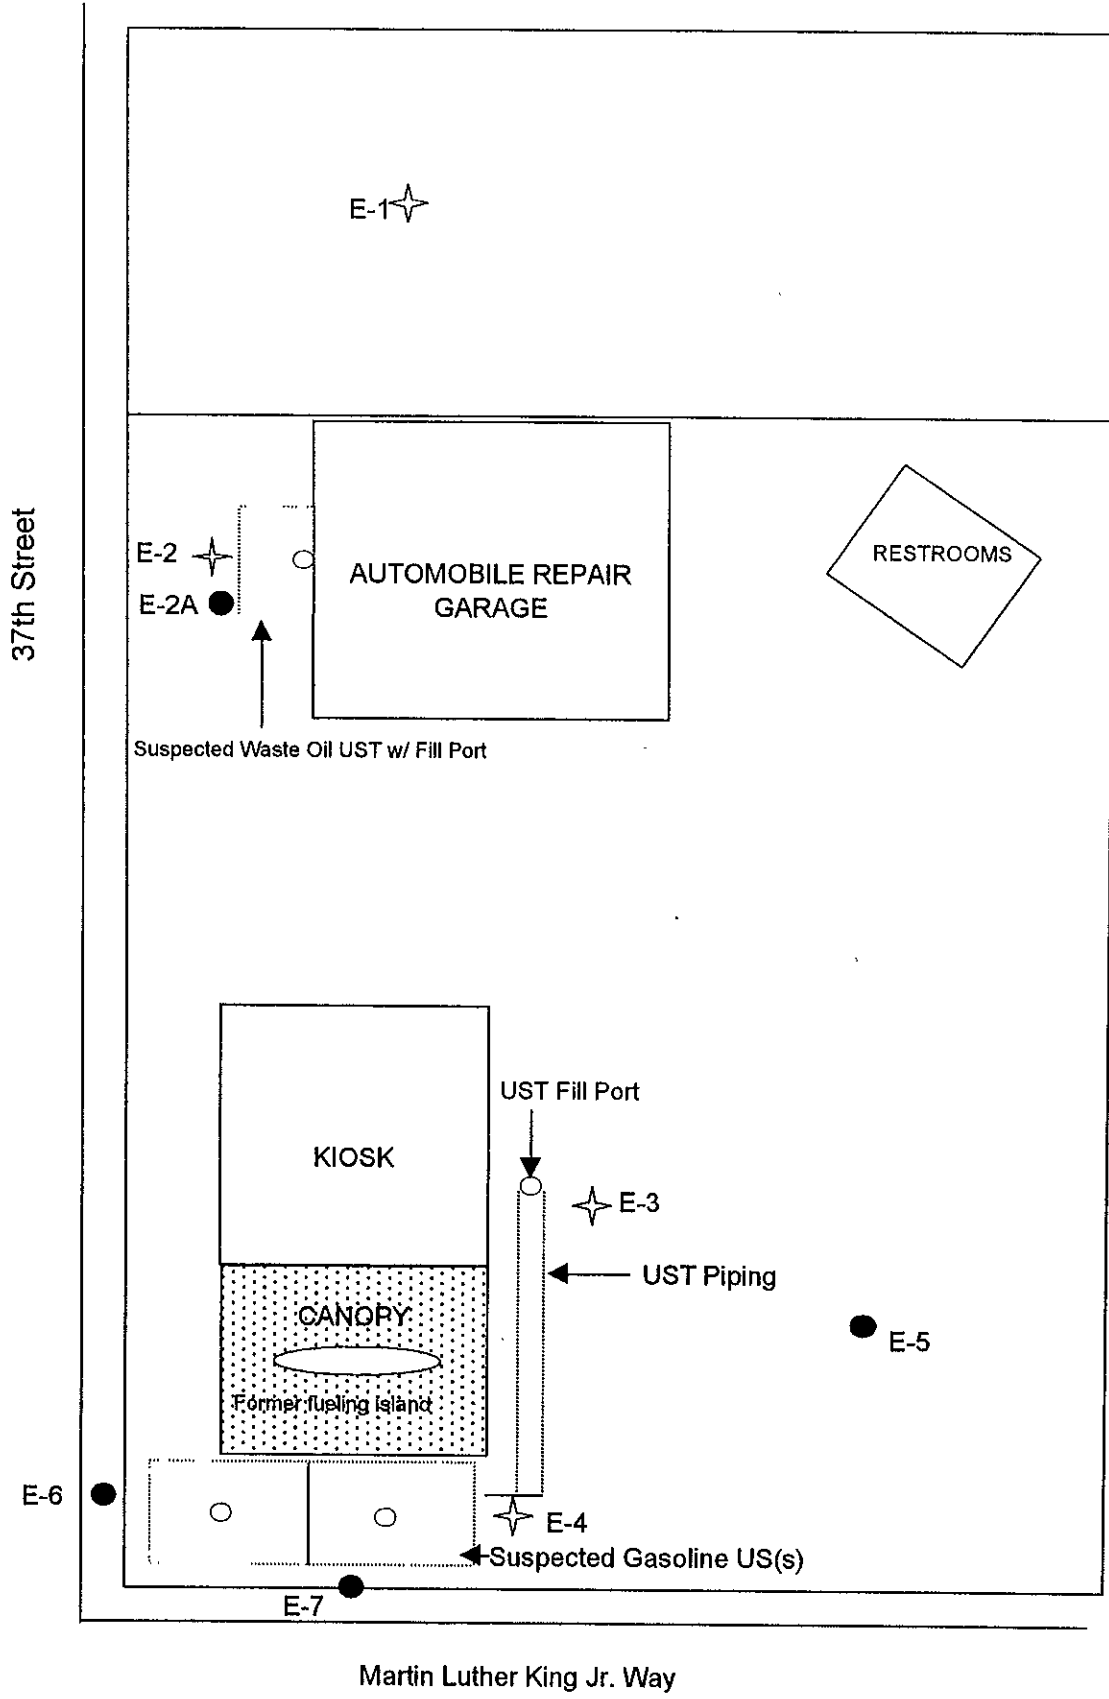 E-1
37th Street
E-2
E-2A
AUTOMOBILE REPAIR
GARAGE
RESTROOMS
Suspected Waste Oil UST w/ Fill Port
UST Fill Port
KIOSK
E-3
UST Piping
CANOPY
E-5
Former fueling island
E-6
E-4
Suspected Gasoline US(s)
E-7
Martin Luther King Jr. Way